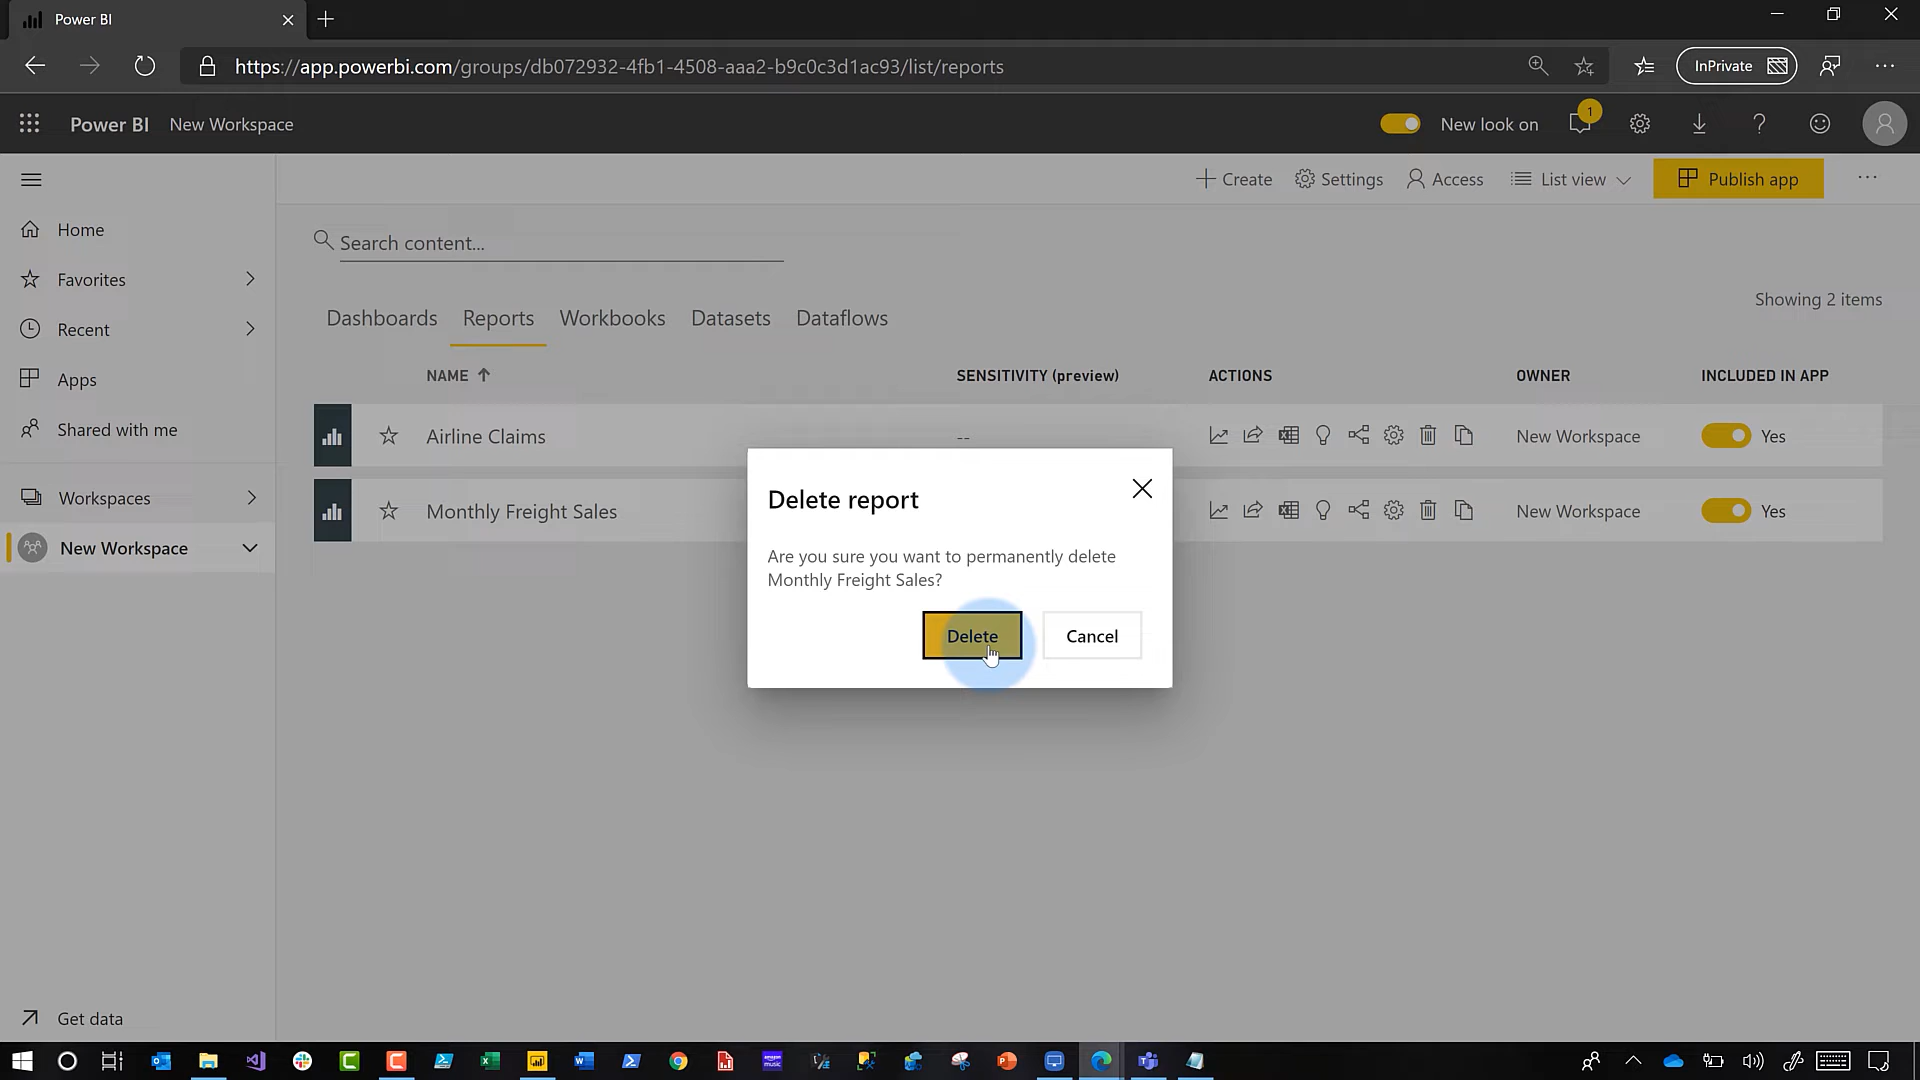 Power BI
https://app.powerbi.com/groups/db072932-4fb1-4508-aaa2-b9c0c3d1ac93/list/reports
InPrivate
Power BI New Workspace
New look on
1
Create
Settings
Access
List view
Publish app
Home
Favorites
Recent
Apps
Shared with me
Workspaces
New Workspace
Get data
Search content...
Showing 2 items
Dashboards Reports Workbooks Datasets Dataflows
NAME SENSITIVITY (preview) ACTIONS OWNER INCLUDED IN APP
Airline Claims -- New Workspace Yes
Monthly Freight Sales New Workspace Yes
Delete report
Are you sure you want to permanently delete
Monthly Freight Sales?
Delete Cancel